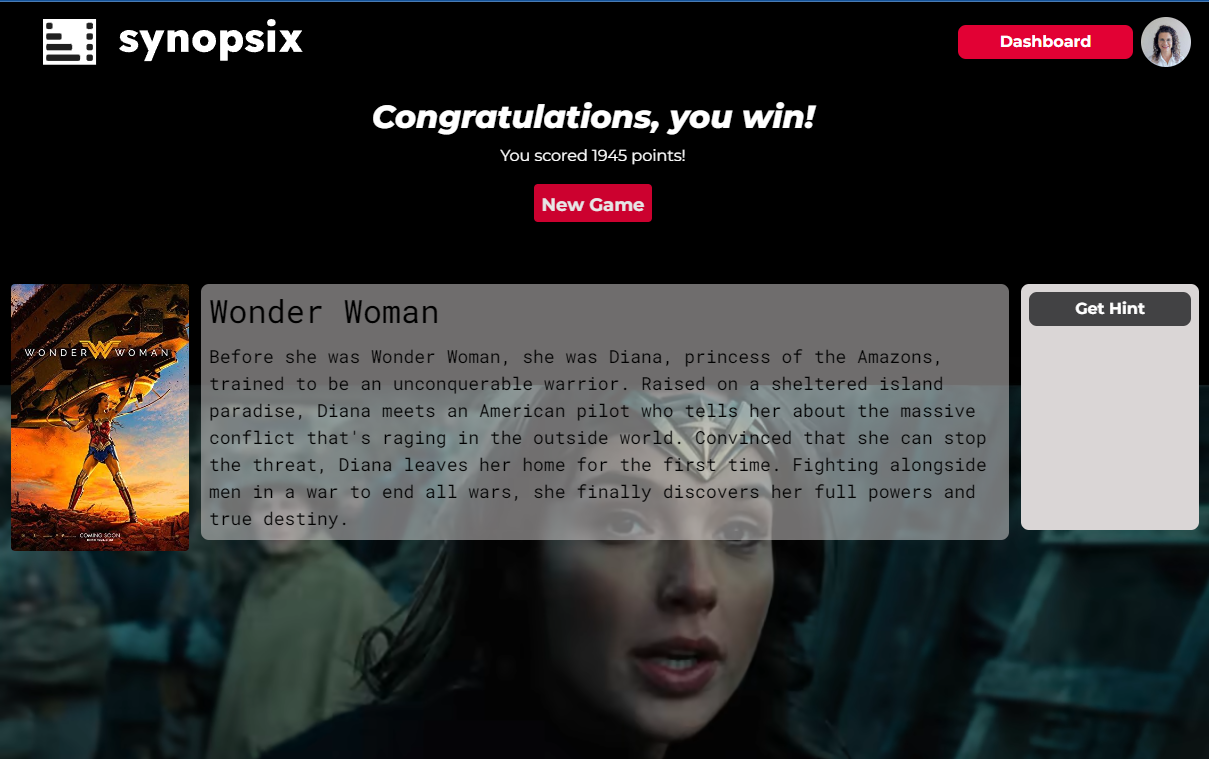 synopsix
Dashboard
Congratulations, you win!
You scored 1945 points!
New Game
WONDER WOMAN
COMING SOON
Wonder Woman
Before she was Wonder Woman, she was Diana, princess of the Amazons,
trained to be an unconquerable warrior. Raised on a sheltered island
paradise, Diana meets an American pilot who tells her about the massive
conflict that's raging in the outside world. Convinced that she can stop
the threat, Diana leaves her home for the first time. Fighting alongside
men in a war to end all wars, she finally discovers her full powers and
true destiny.
Get Hint